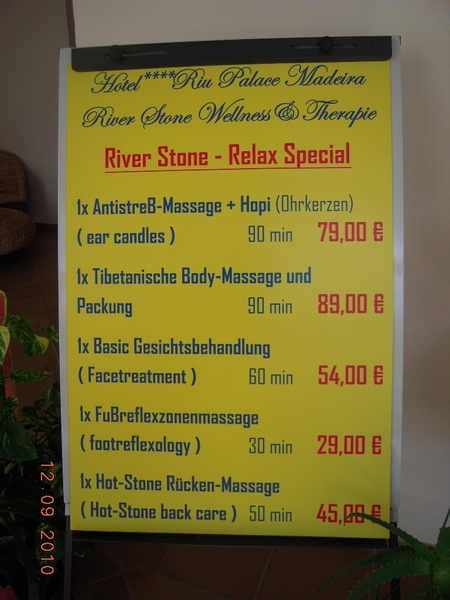 Hotel****Riu Palace Madeira
River Stone Wellness & Therapie
River Stone - Relax Special
1x AntistreB-Massage + Hopi (Ohrkerzen)
( ear candles ) 90 min 79,00 €
1x Tibetanische Body-Massage und
Packung 90 min 89,00 €
1x Basic Gesichtsbehandlung
( Facetreatment ) 60 min 54,00 €
1x FuBreflexzonenmassage
( footreflexology ) 30 min 29,00 €
1x Hot-Stone Rücken-Massage
( Hot-Stone back care ) 50 min 45,00 €
12.09.2010